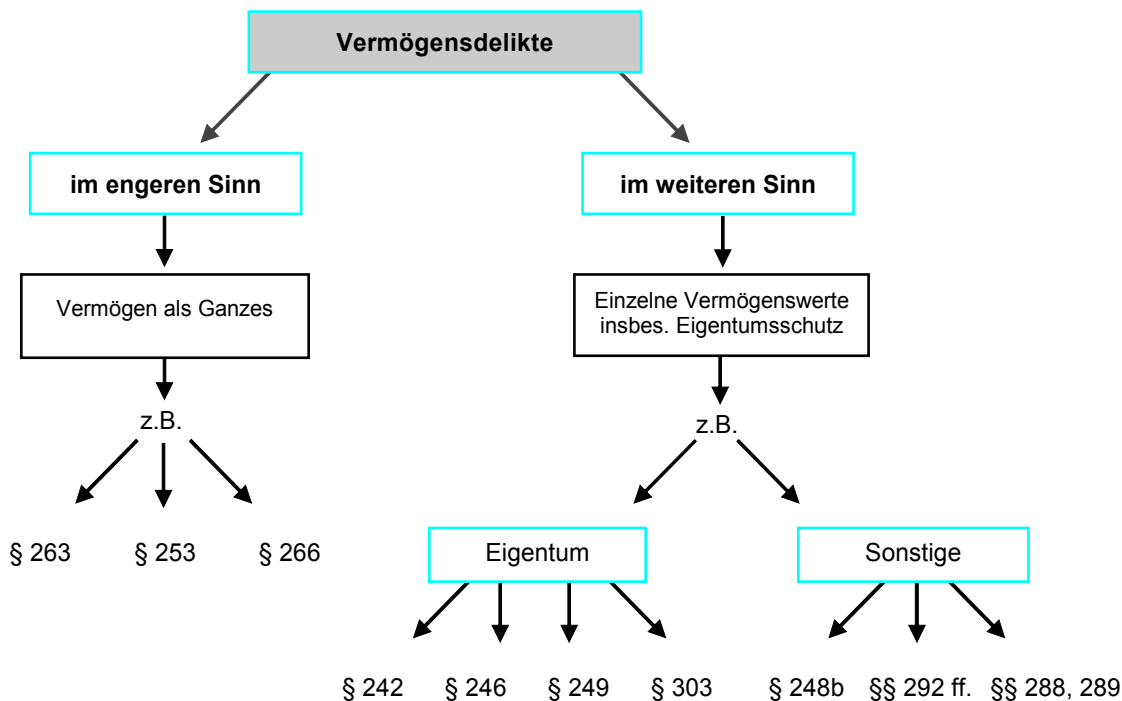 Vermögensdelikte
im engeren Sinn
im weiteren Sinn
Vermögen als Ganzes
Einzelne Vermögenswerte
insbes. Eigentumsschutz
z.B.
z.B.
§ 263
§ 253
§ 266
Eigentum
Sonstige
§ 242
§ 246
§ 249
§ 303
§ 248b
§§ 292 ff.
§§ 288, 289